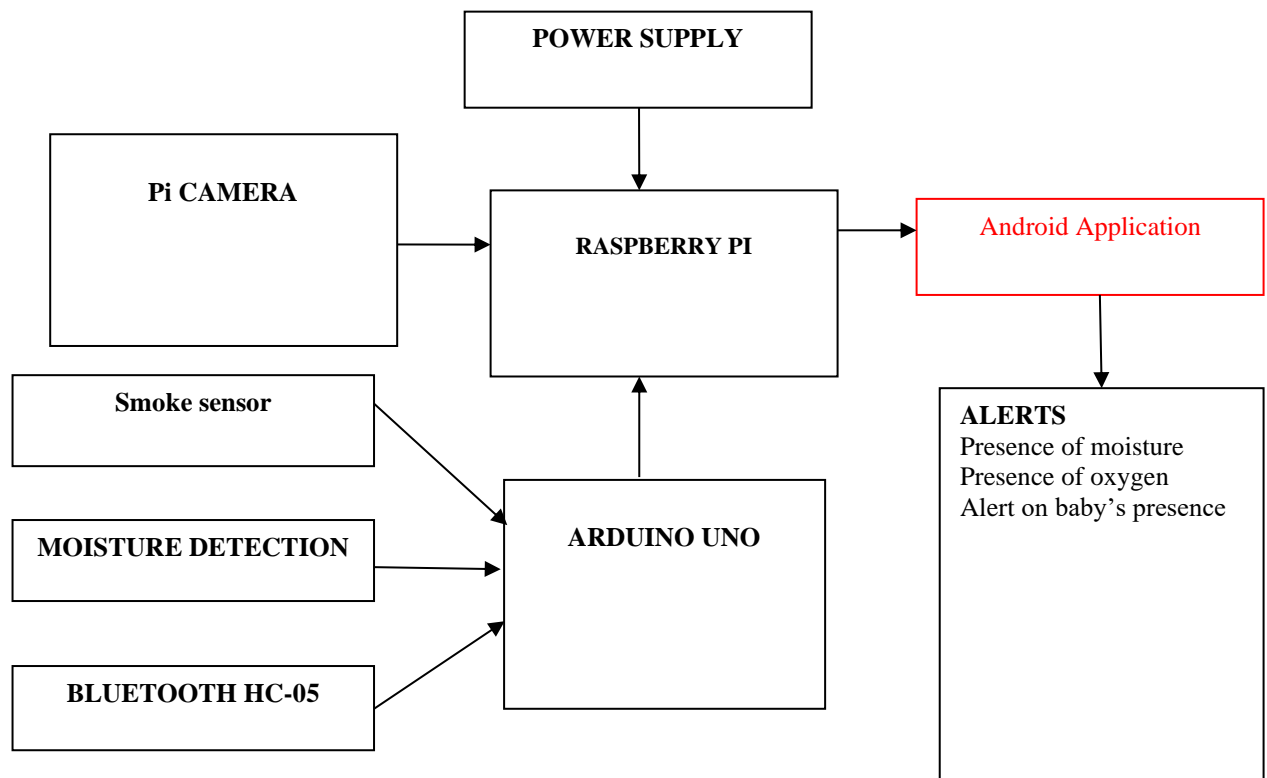 POWER SUPPLY
Pi CAMERA
RASPBERRY PI
Android Application
Smoke sensor
MOISTURE DETECTION
BLUETOOTH HC-05
ARDUINO UNO
ALERTS
Presence of moisture
Presence of oxygen
Alert on baby’s presence